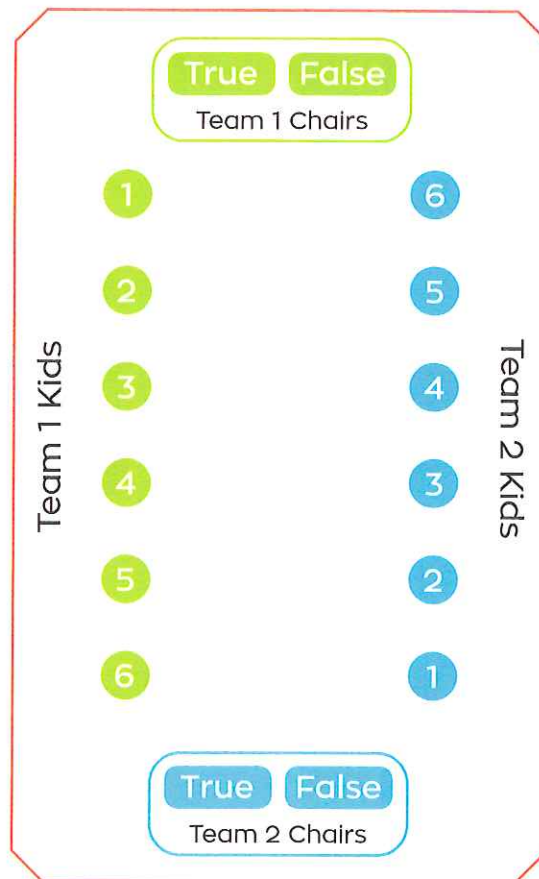 True False
Team 1 Chairs
1 6
2 5
3 4
4 3
5 2
6 1
Team 1 Kids
Team 2 Kids
True False
Team 2 Chairs